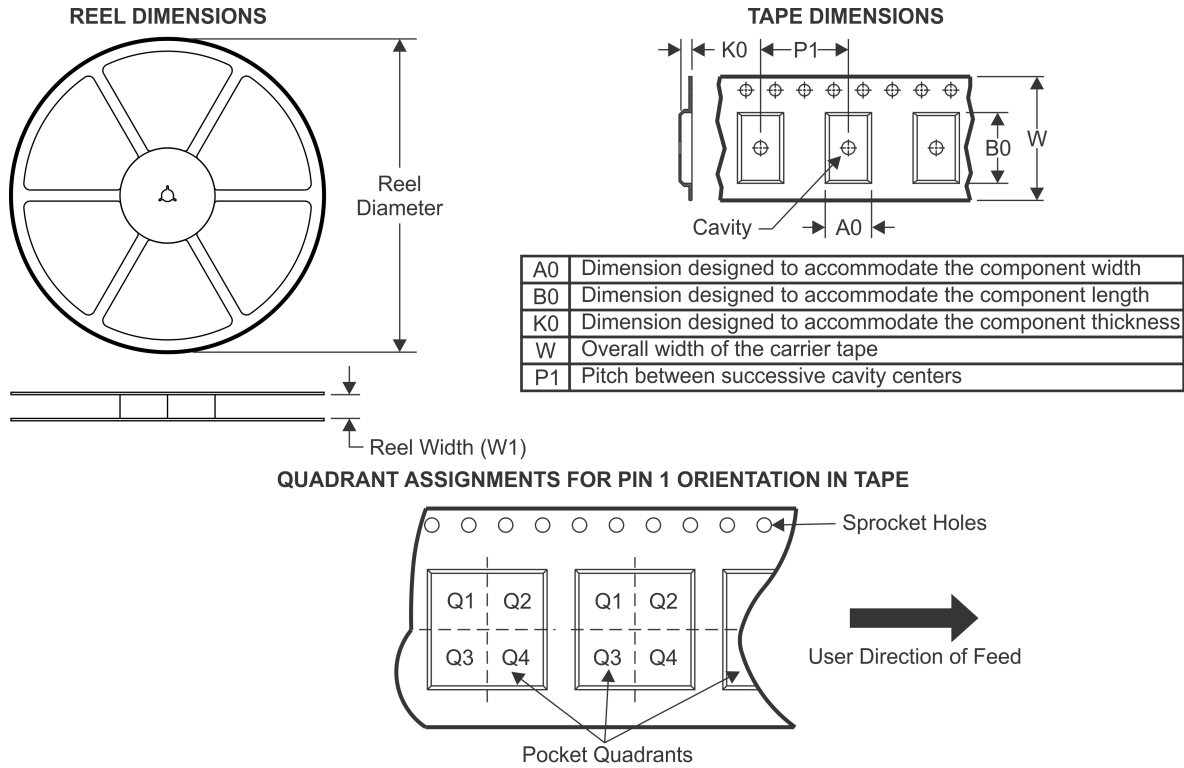 REEL DIMENSIONS
Reel
Diameter
Reel Width (W1)
TAPE DIMENSIONS
K0
P1
B0
W
Cavity
A0
A0 Dimension designed to accommodate the component width
B0 Dimension designed to accommodate the component length
K0 Dimension designed to accommodate the component thickness
W Overall width of the carrier tape
P1 Pitch between successive cavity centers
QUADRANT ASSIGNMENTS FOR PIN 1 ORIENTATION IN TAPE
Sprocket Holes
Q1 Q2 Q1 Q2
Q3 Q4 Q3 Q4
User Direction of Feed
Pocket Quadrants